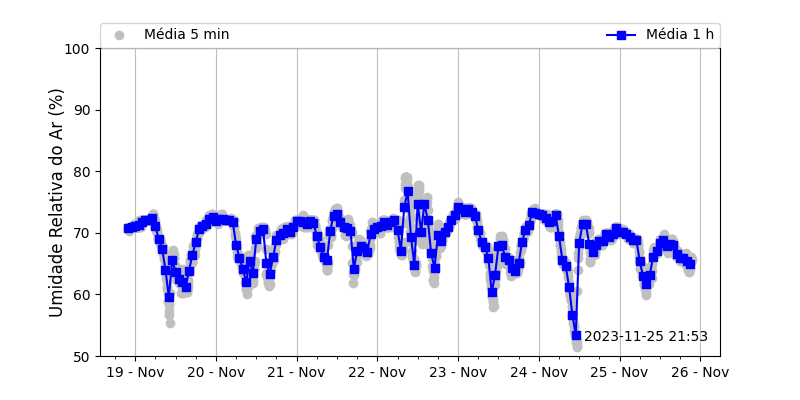 Média 5 min
Média 1 h
Umidade Relativa do Ar (%)
100
90
80
70
60
50
2023-11-25 21:53
19 - Nov
20 - Nov
21 - Nov
22 - Nov
23 - Nov
24 - Nov
25 - Nov
26 - Nov